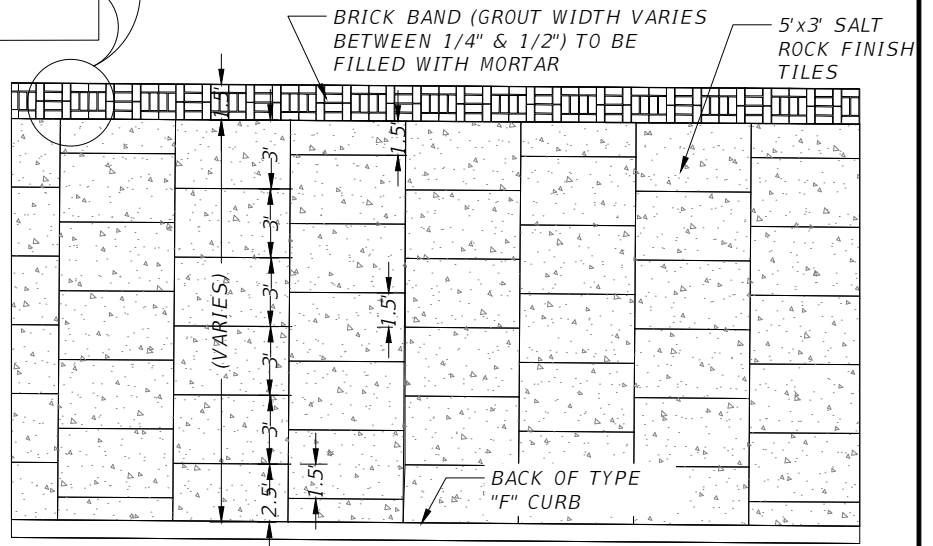 BRICK BAND (GROUT WIDTH VARIES
BETWEEN 1/4" & 1/2") TO BE
FILLED WITH MORTAR
5'x3' SALT
ROCK FINISH
TILES
1.5'
1.5'
3'
3'
3'
3'
3'
2.5'
(VARIES)
1.5'
1.5'
BACK OF TYPE
"F" CURB